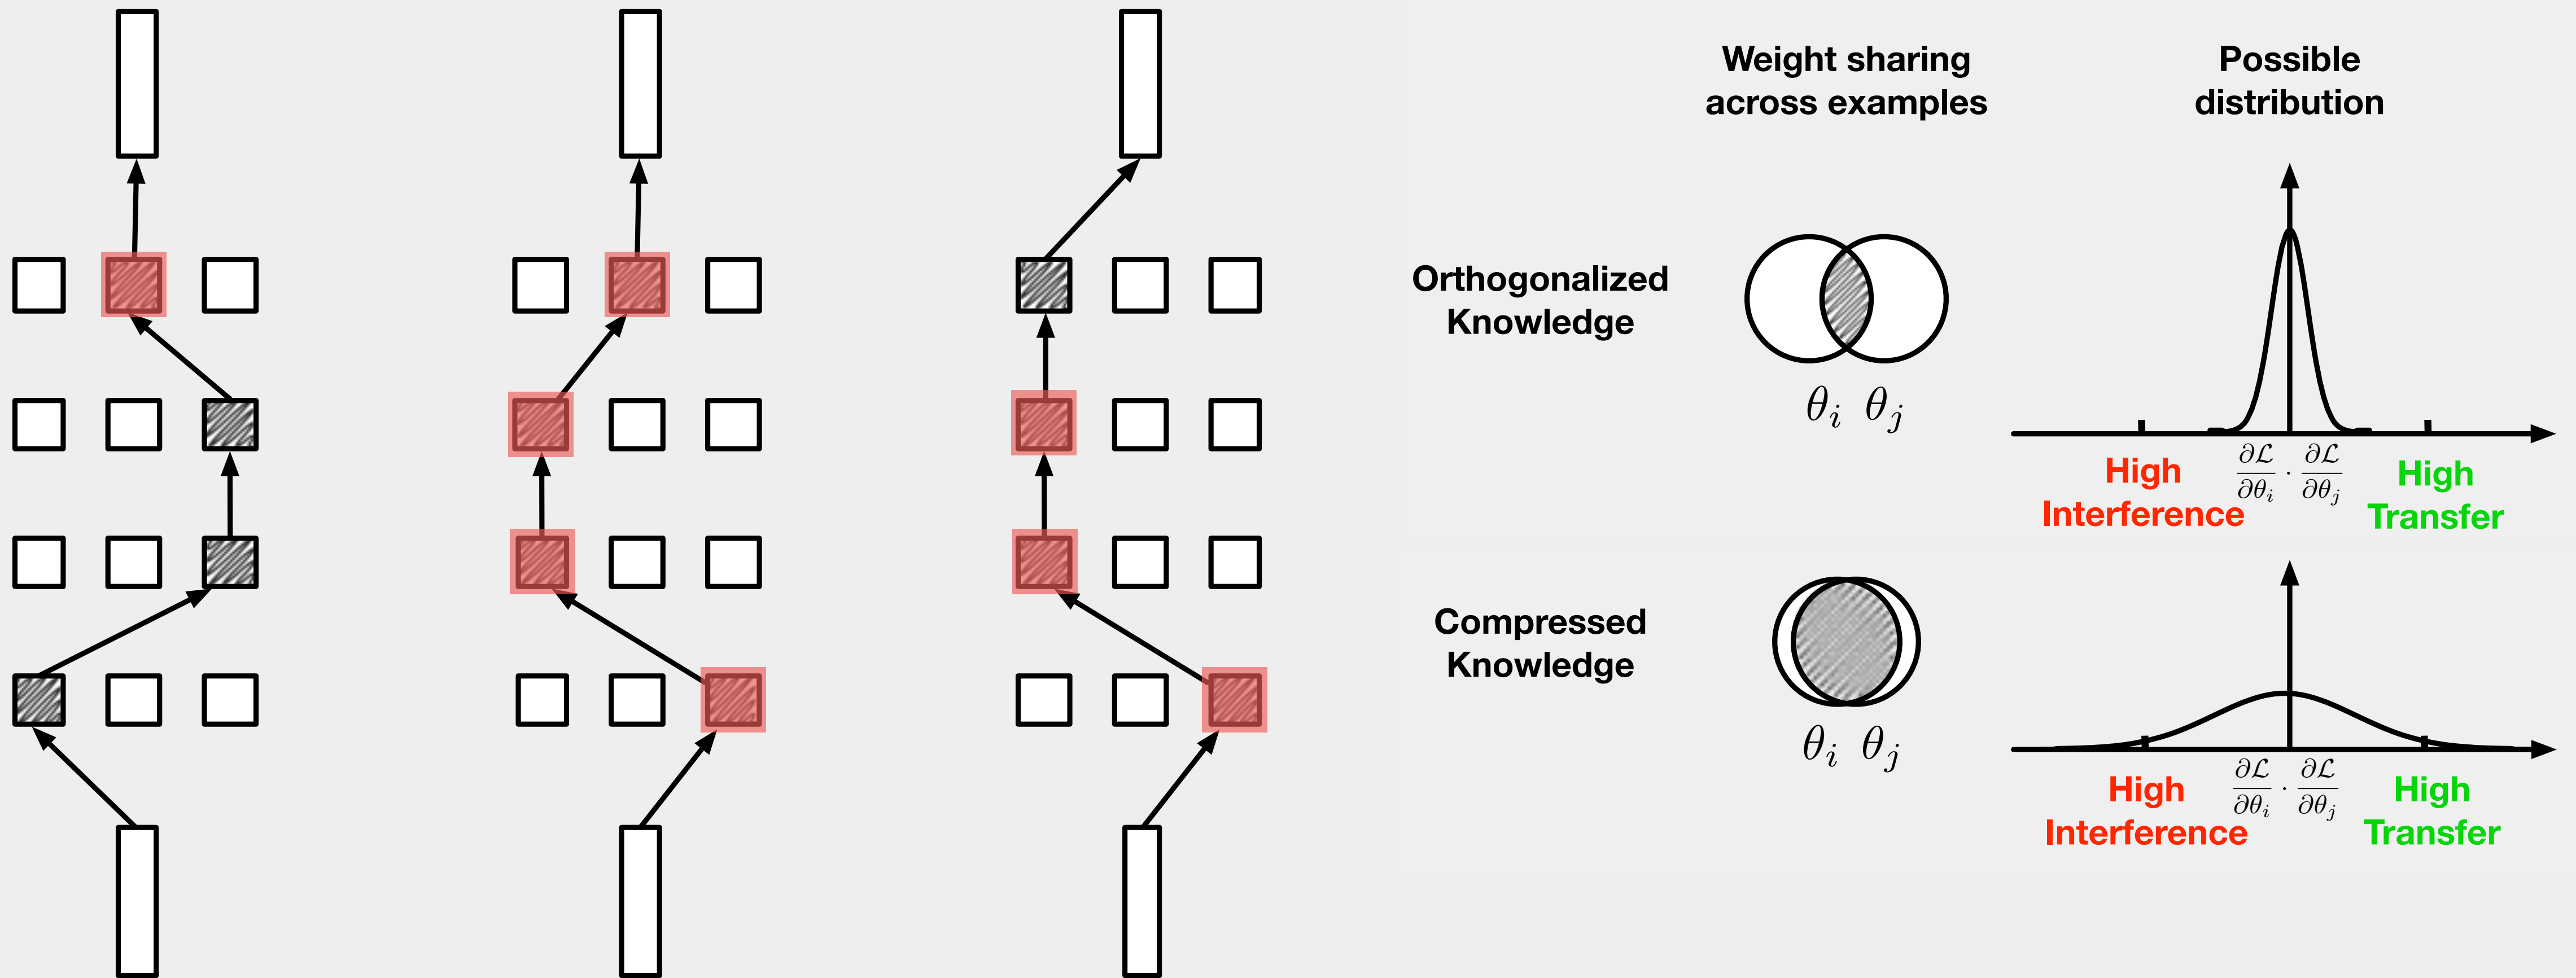 Weight sharing
across examples
Possible
distribution
Orthogonalized
Knowledge
θi θj
High
Interference
∂ℒ/∂θi · ∂ℒ/∂θj
High
Transfer
Compressed
Knowledge
θi θj
High
Interference
∂ℒ/∂θi · ∂ℒ/∂θj
High
Transfer